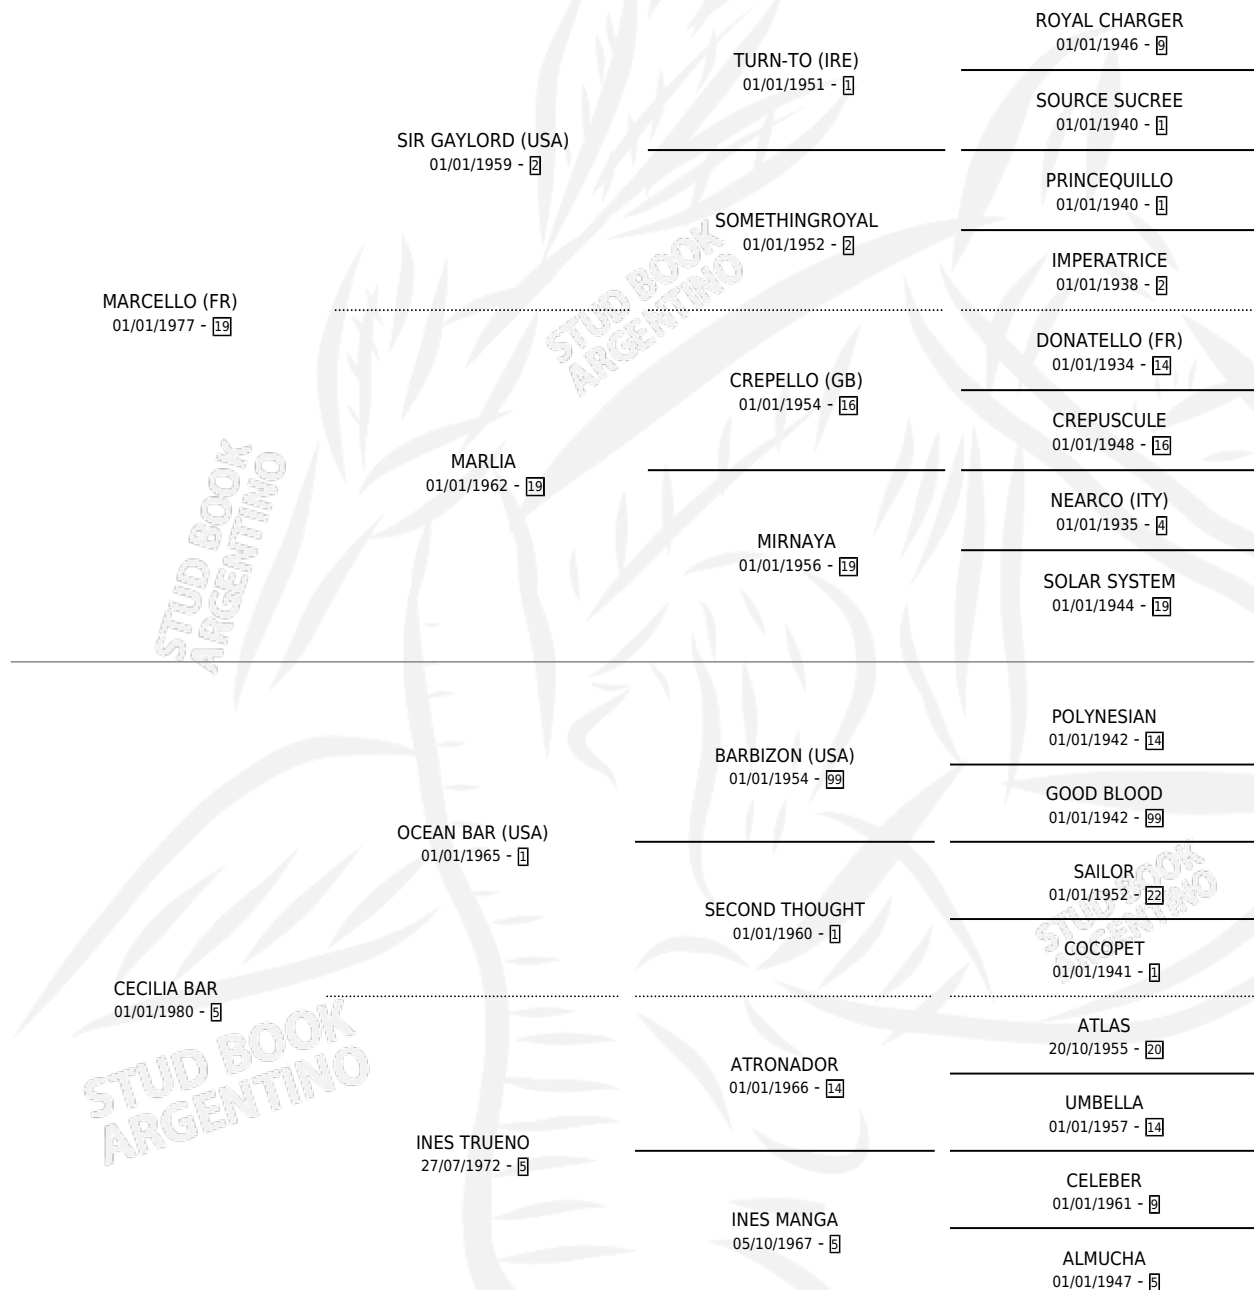 MARCELLO (FR)
01/01/1977 - 19
SIR GAYLORD (USA)
01/01/1959 - 2
TURN-TO (IRE)
01/01/1951 - 1
ROYAL CHARGER
01/01/1946 - 9
SOURCE SUCREE
01/01/1940 - 1
SOMETHINGROYAL
01/01/1952 - 2
PRINCEQUILLO
01/01/1940 - 1
IMPERATRICE
01/01/1938 - 2
MARLIA
01/01/1962 - 19
CREPELLO (GB)
01/01/1954 - 16
DONATELLO (FR)
01/01/1934 - 14
CREPUSCULE
01/01/1948 - 16
MIRNAYA
01/01/1956 - 19
NEARCO (ITY)
01/01/1935 - 4
SOLAR SYSTEM
01/01/1944 - 19
CECILIA BAR
01/01/1980 - 5
OCEAN BAR (USA)
01/01/1965 - 1
BARBIZON (USA)
01/01/1954 - 99
POLYNESIAN
01/01/1942 - 14
GOOD BLOOD
01/01/1942 - 99
SECOND THOUGHT
01/01/1960 - 1
SAILOR
01/01/1952 - 22
COCOPET
01/01/1941 - 1
INES TRUENO
27/07/1972 - 5
ATRONADOR
01/01/1966 - 14
ATLAS
20/10/1955 - 20
UMBELLA
01/01/1957 - 14
INES MANGA
05/10/1967 - 5
CELEBER
01/01/1961 - 9
ALMUCHA
01/01/1947 - 5
STUD BOOK
ARGENTINO
STUD BOOK
ARGENTINO
STUD BOOK
ARGENTINO
STUD BOOK
ARGENTINO